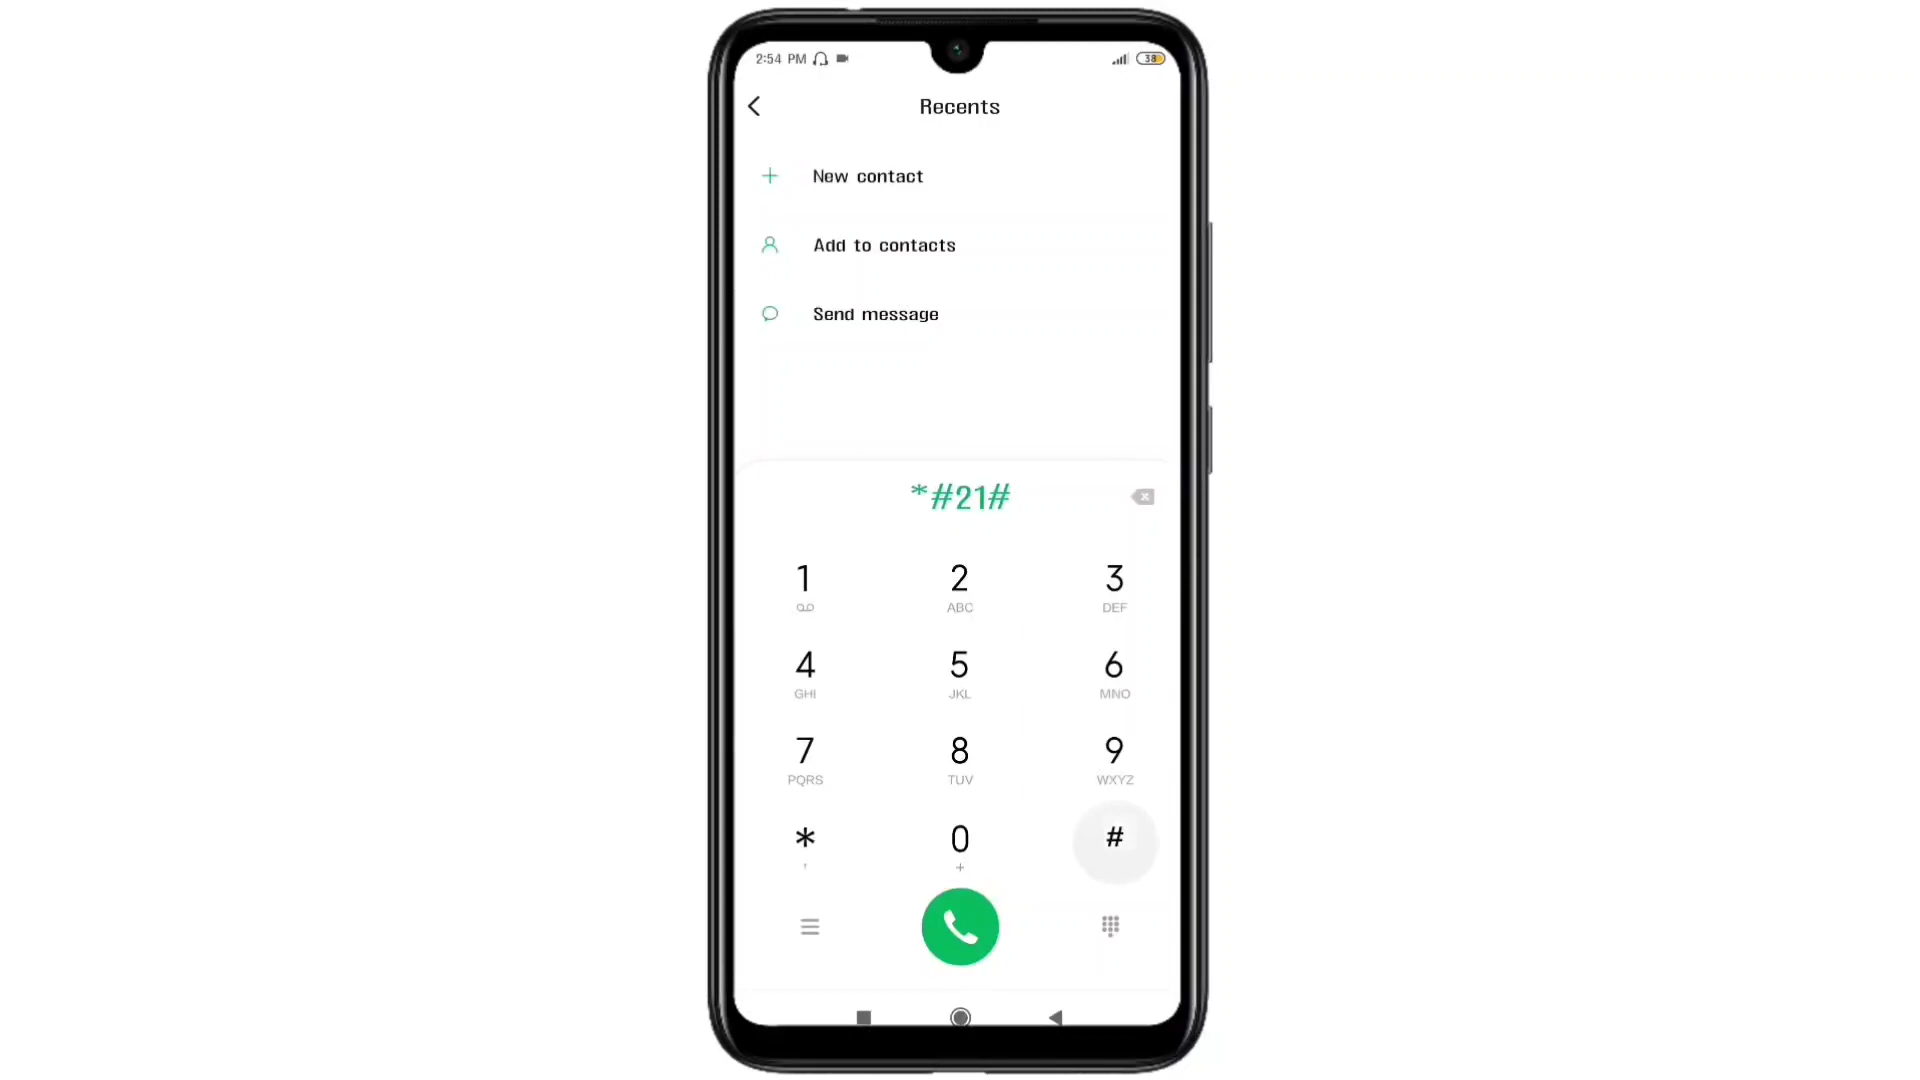 2:54 PM 38
Recents
New contact
Add to contacts
Send message
*#21#
1 2 3
ABC DEF
4 5 6
GHI JKL MNO
7 8 9
PQRS TUV WXYZ
* 0 #
, +